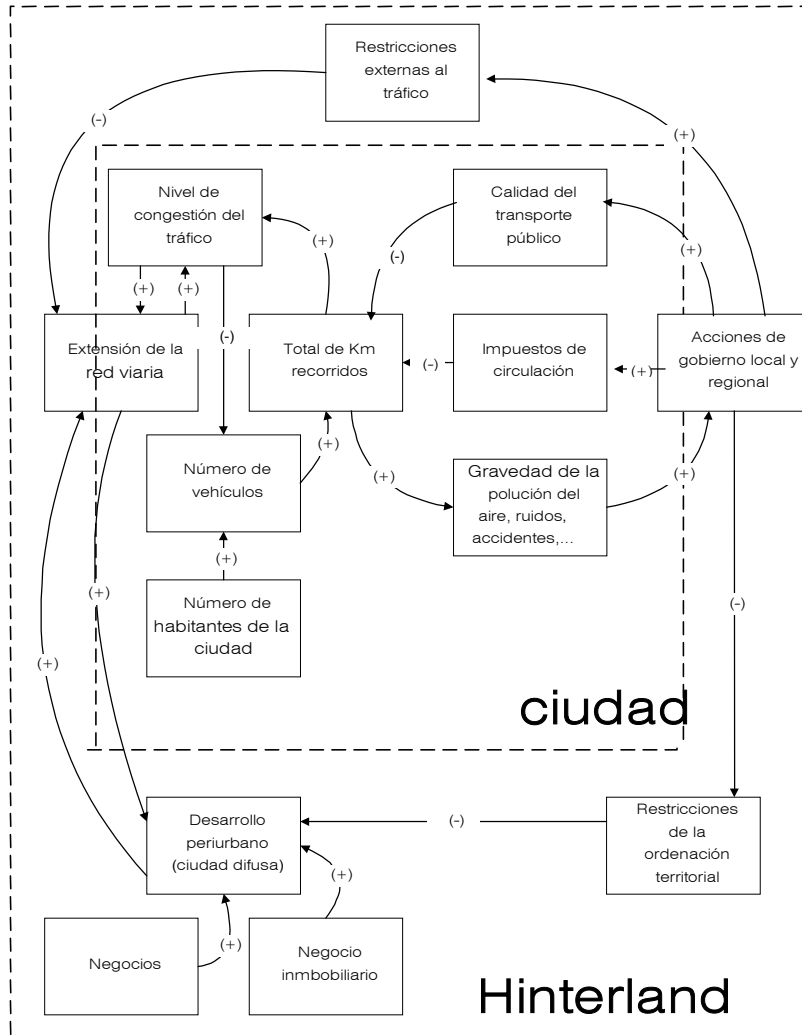 Restricciones
externas al
tráfico
(-)
(+)
Nivel de
congestión del
tráfico
Calidad del
transporte
público
(+)
(-)
(+)
(+)
(+)
(-)
Extensión de la
red viaria
Total de Km
recorridos
(-)
Impuestos de
circulación
(+)
Acciones de
gobierno local y
regional
Número de
vehículos
(+)
(+)
Gravedad de la
polución del
aire, ruidos,
accidentes,...
(+)
(+)
(+)
(-)
Número de
habitantes de la
ciudad
(+)
ciudad
Desarrollo
periurbano
(ciudad difusa)
(-)
Restricciones
de la
ordenación
territorial
(+)
(+)
Negocios
Negocio
inmbobiliario
Hinterland